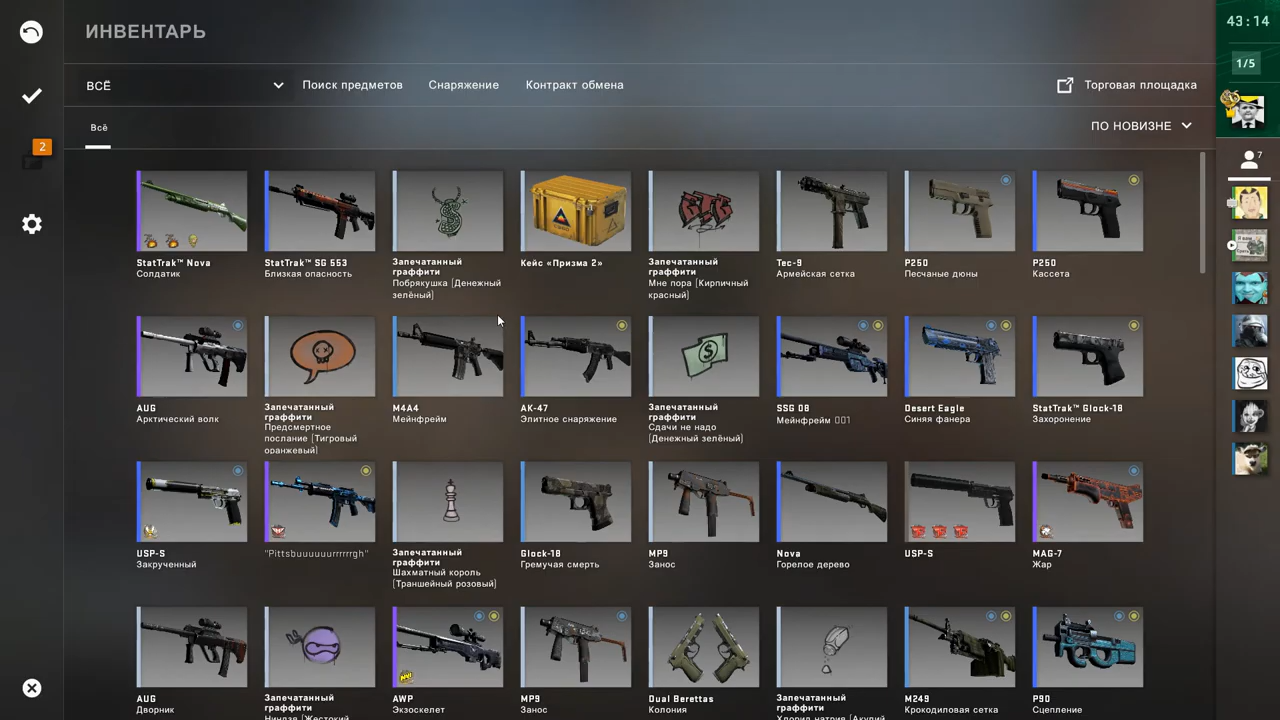 ИНВЕНТАРЬ
43:14
1/5
ВСЁ
Поиск предметов
Снаряжение
Контракт обмена
Торговая площадка
Всё
ПО НОВИЗНЕ
2
7
StatTrak™ Nova
Солдатик
StatTrak™ SG 553
Близкая опасность
Запечатанный
граффити
Побрякушка [Денежный
зелёный]
Кейс «Призма 2»
Запечатанный
граффити
Мне пора [Кирпичный
красный]
Tec-9
Армейская сетка
P250
Песчаные дюны
P250
Кассета
AUG
Арктический волк
Запечатанный
граффити
Предсмертное
послание [Тигровый
оранжевый]
M4A4
Мейнфрейм
AK-47
Элитное снаряжение
Запечатанный
граффити
Сдачи не надо
[Денежный зелёный]
SSG 08
Мейнфрейм 001
Desert Eagle
Синяя фанера
StatTrak™ Glock-18
Захоронение
USP-S
Закрученный
"Pittsbuuuuuurrrrrrgh"
Запечатанный
граффити
Шахматный король
[Траншейный розовый]
Glock-18
Гремучая смерть
MP9
Занос
Nova
Горелое дерево
USP-S
MAG-7
Жар
AUG
Дворник
Запечатанный
граффити
Ниндзя [Жестокий
AWP
Экзоскелет
MP9
Занос
Dual Berettas
Колония
Запечатанный
граффити
Хлорид натрия [Акулий
M249
Крокодиловая сетка
P90
Сцепление